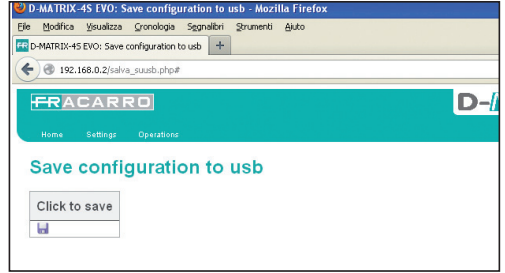 D-MATRIX-4S EVO: Save configuration to usb - Mozilla Firefox
File Modifica Visualizza Cronologia Segnalibri Strumenti Aiuto
FR D-MATRIX-4S EVO: Save configuration to usb +
192.168.0.2/salva_suusb.php#
FRACARRO
D-
Home Settings Operations
Save configuration to usb
Click to save